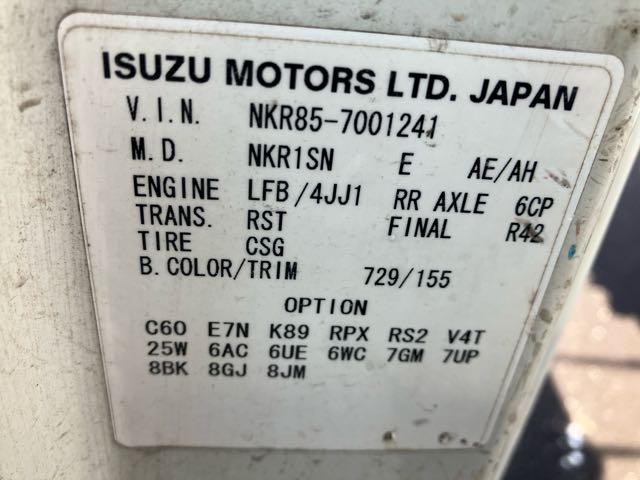 ISUZU MOTORS LTD. JAPAN
V.I.N. NKR85-7001241
M.D. NKR1SN E AE/AH
ENGINE LFB/4JJ1 RR AXLE 6CP
TRANS. RST FINAL R42
TIRE CSG
B.COLOR/TRIM 729/155
OPTION
C60 E7N K89 RPX RS2 V4T
25W 6AC 6UE 6WC 7GM 7UP
8BK 8GJ 8JM